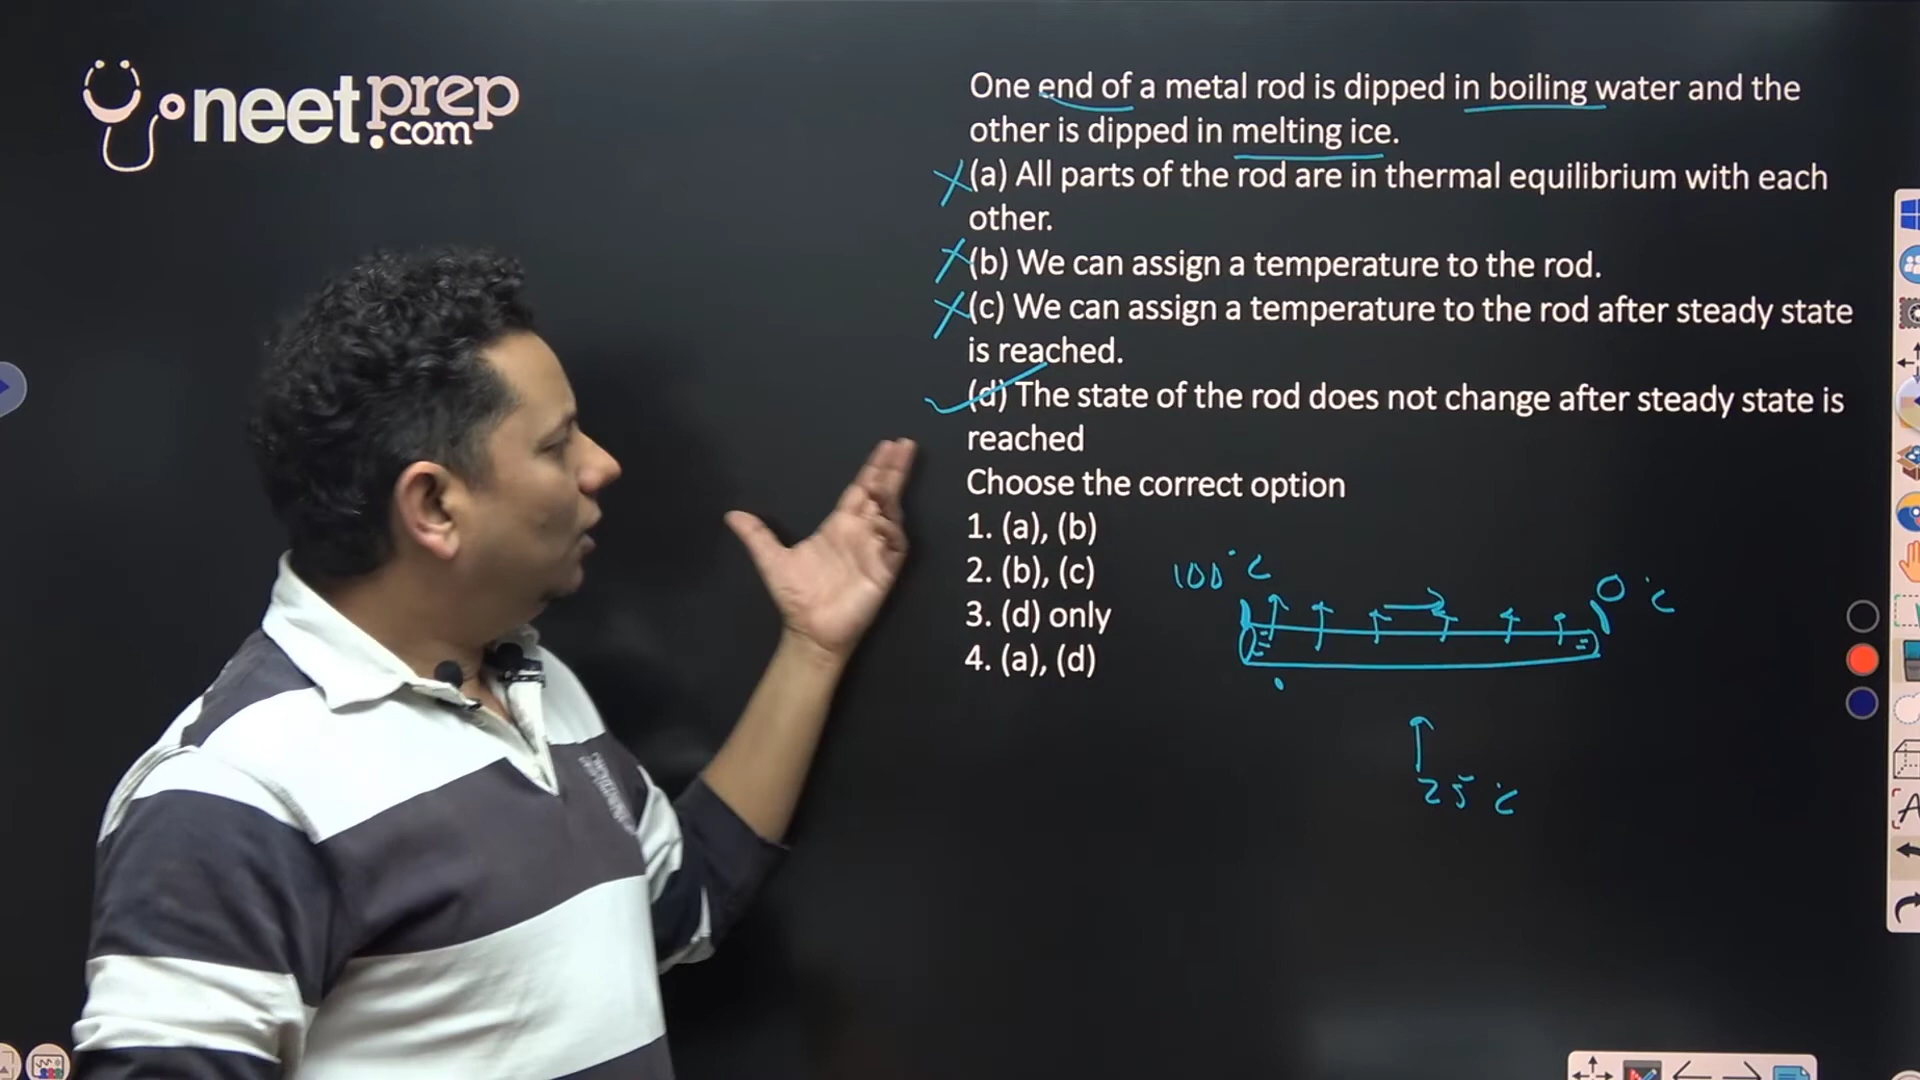 neetprep
.com
One end of a metal rod is dipped in boiling water and the
other is dipped in melting ice.
(a) All parts of the rod are in thermal equilibrium with each
other.
(b) We can assign a temperature to the rod.
(c) We can assign a temperature to the rod after steady state
is reached.
(d) The state of the rod does not change after steady state is
reached
Choose the correct option
1. (a), (b)
2. (b), (c)
3. (d) only
4. (a), (d)
100°C
0°C
25°C